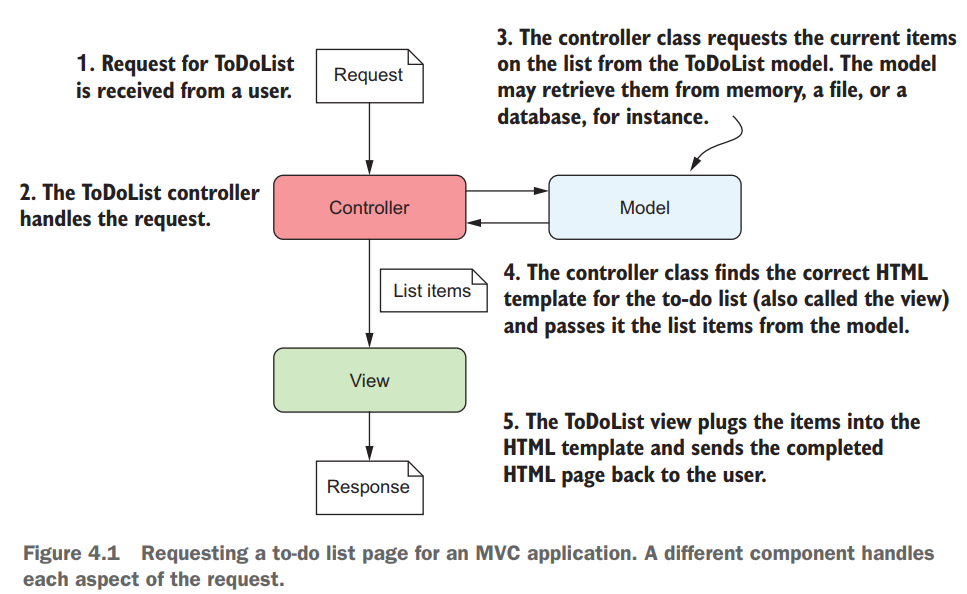 1. Request for ToDoList
is received from a user.
Request
3. The controller class requests the current items
on the list from the ToDoList model. The model
may retrieve them from memory, a file, or a
database, for instance.
2. The ToDoList controller
handles the request.
Controller
Model
List items
4. The controller class finds the correct HTML
template for the to-do list (also called the view)
and passes it the list items from the model.
View
5. The ToDoList view plugs the items into the
HTML template and sends the completed
HTML page back to the user.
Response
Figure 4.1 Requesting a to-do list page for an MVC application. A different component handles
each aspect of the request.